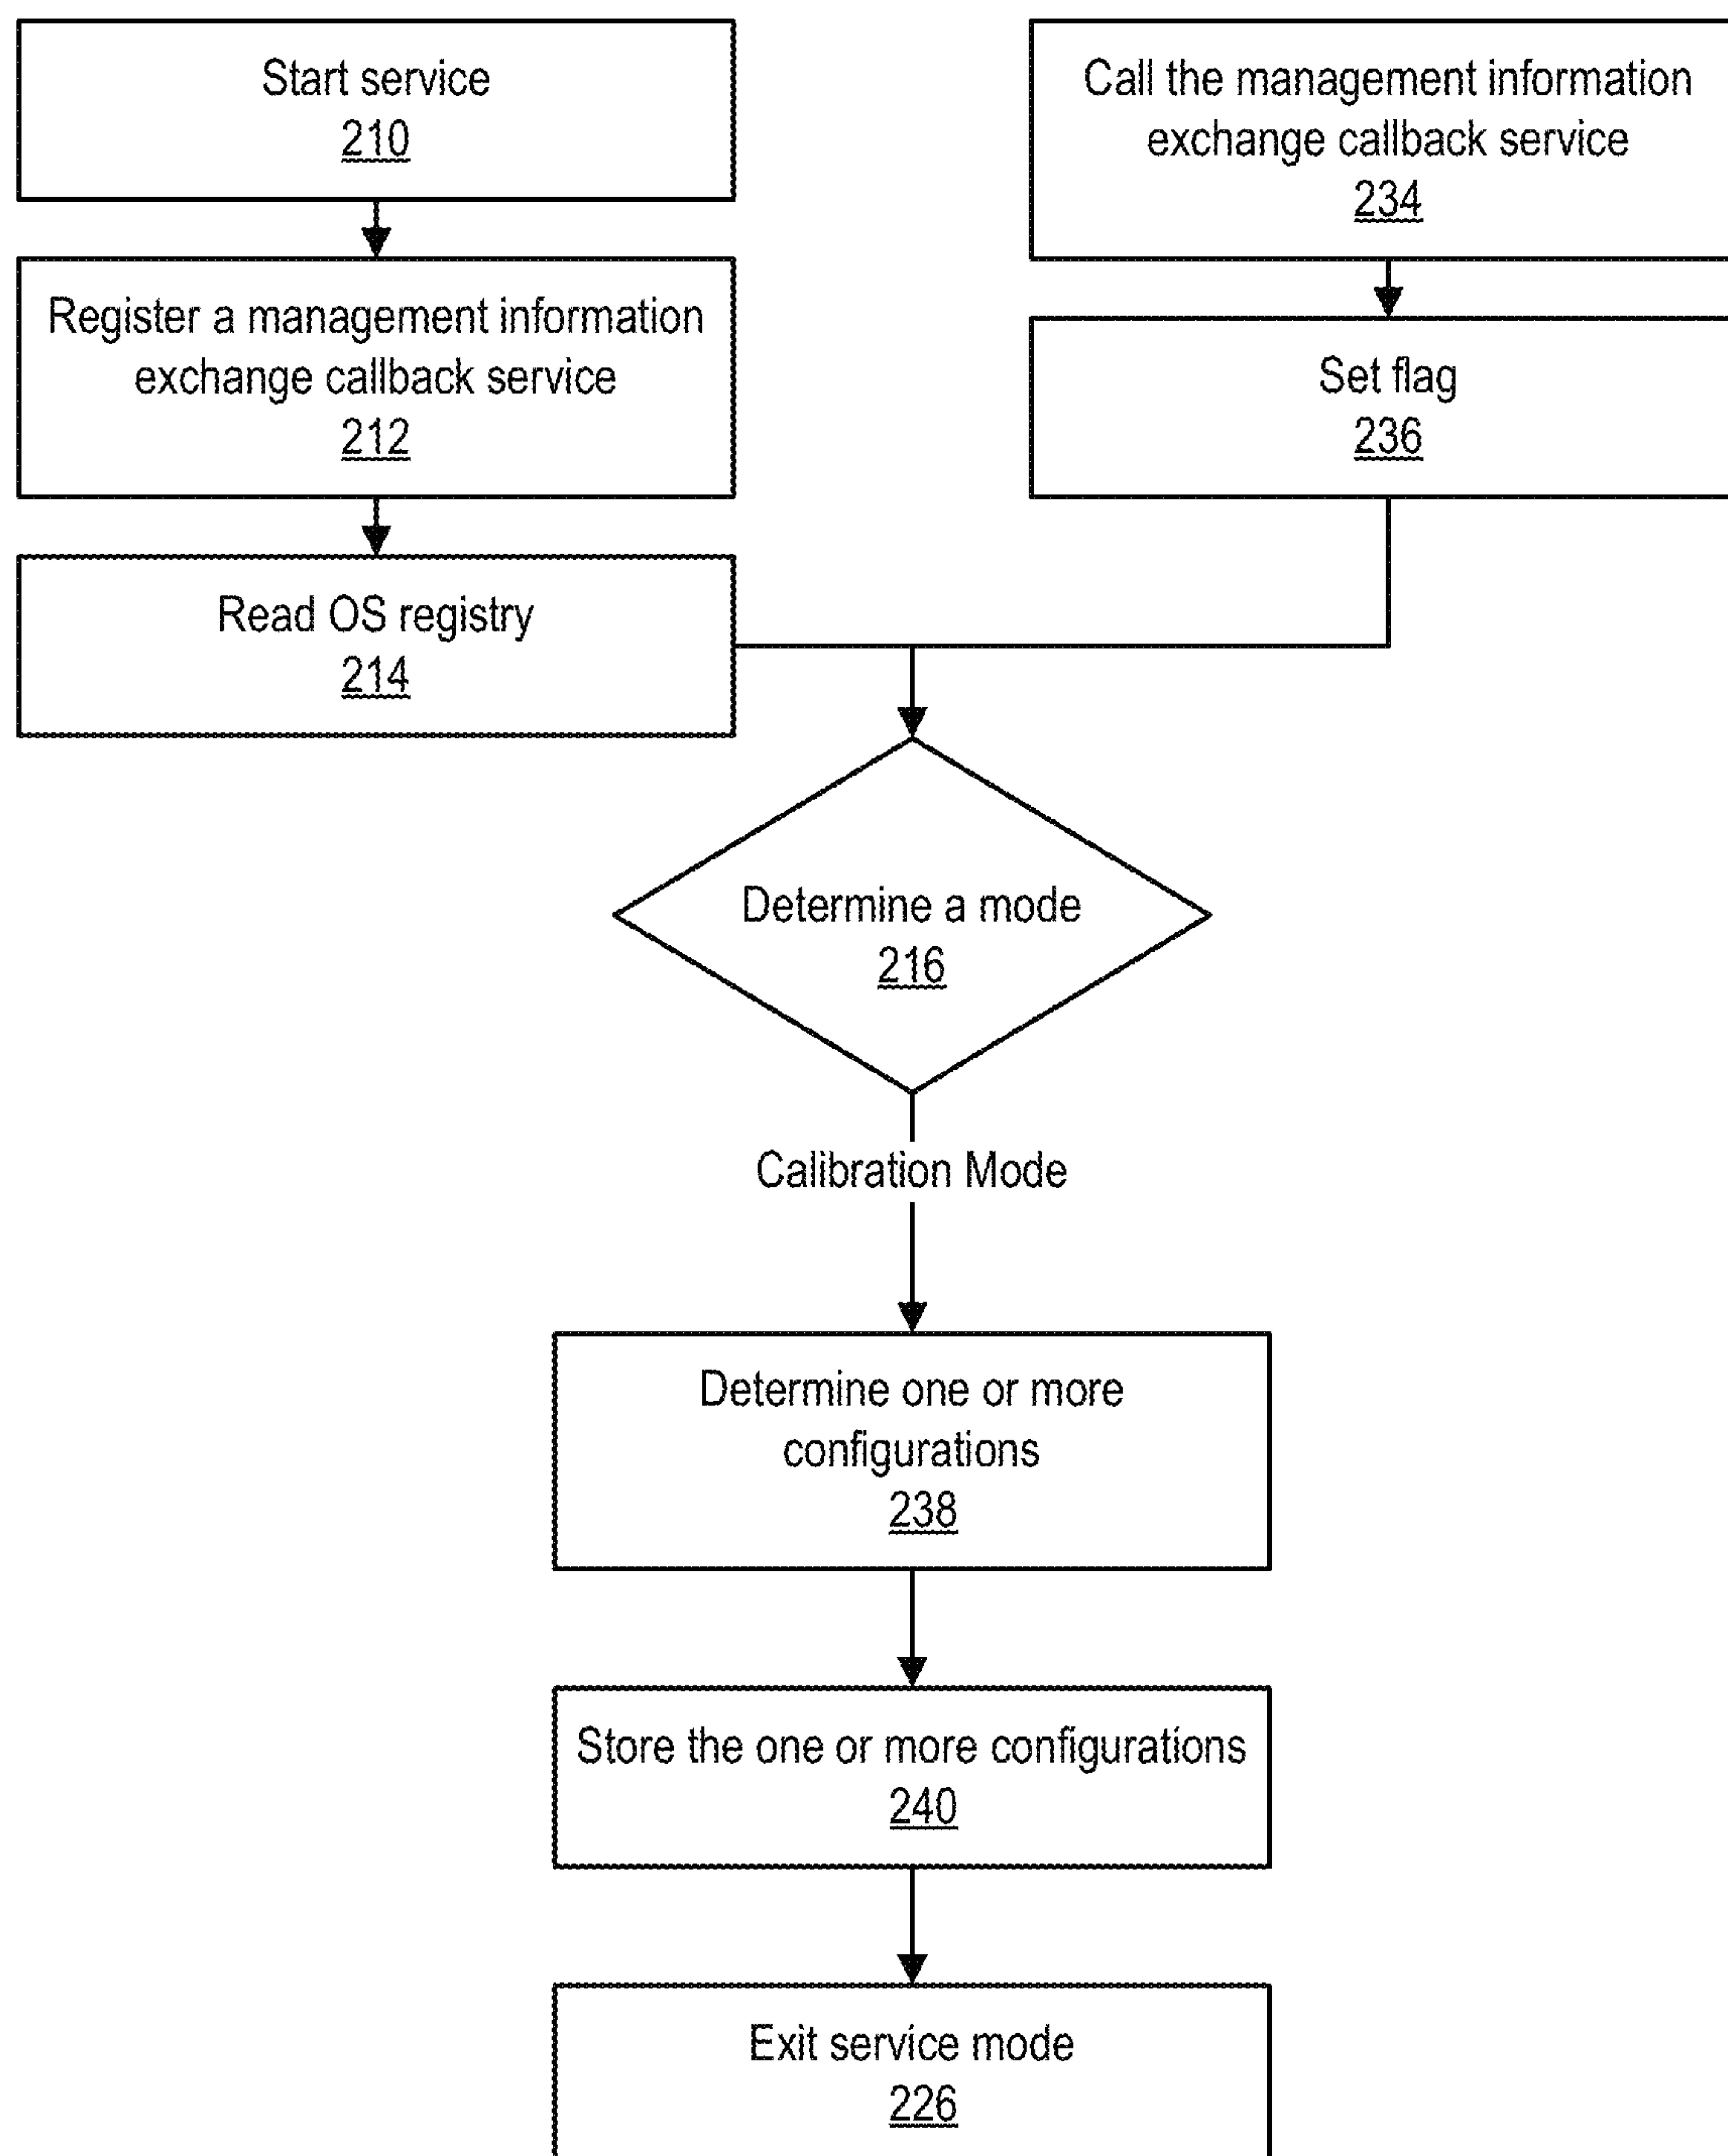 Start service
210
Register a management information
exchange callback service
212
Read OS registry
214
Call the management information
exchange callback service
234
Set flag
236
Determine a mode
216
Calibration Mode
Determine one or more
configurations
238
Store the one or more configurations
240
Exit service mode
226